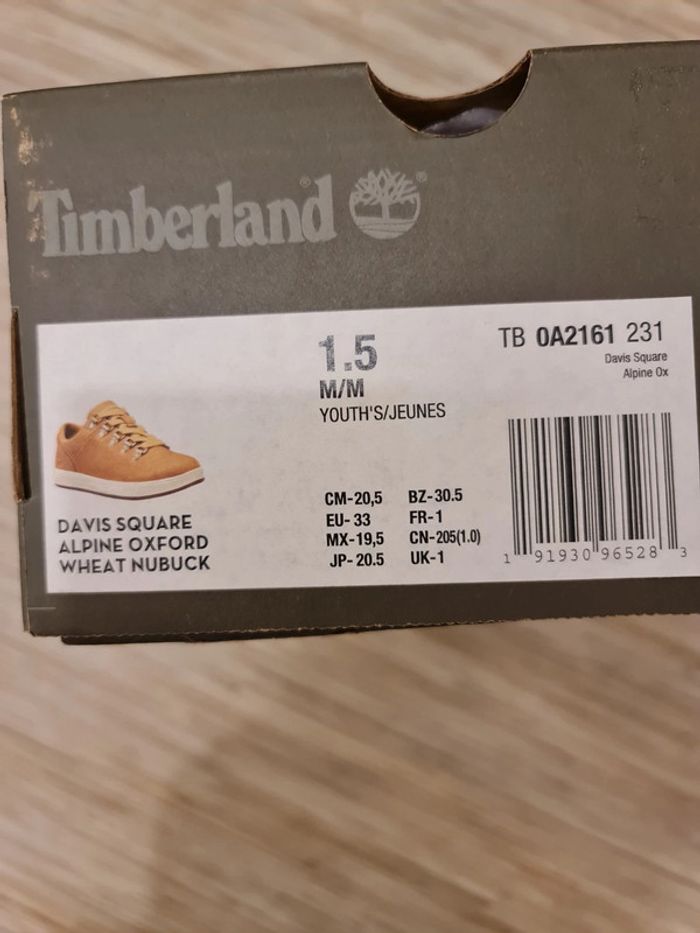 Timberland®
1.5
M/M
YOUTH'S/JEUNES
TB 0A2161 231
Davis Square
Alpine Ox
DAVIS SQUARE
ALPINE OXFORD
WHEAT NUBUCK
CM-20,5 BZ-30.5
EU-33 FR-1
MX-19,5 CN-205(1.0)
JP-20.5 UK-1
1 91930 96528 3